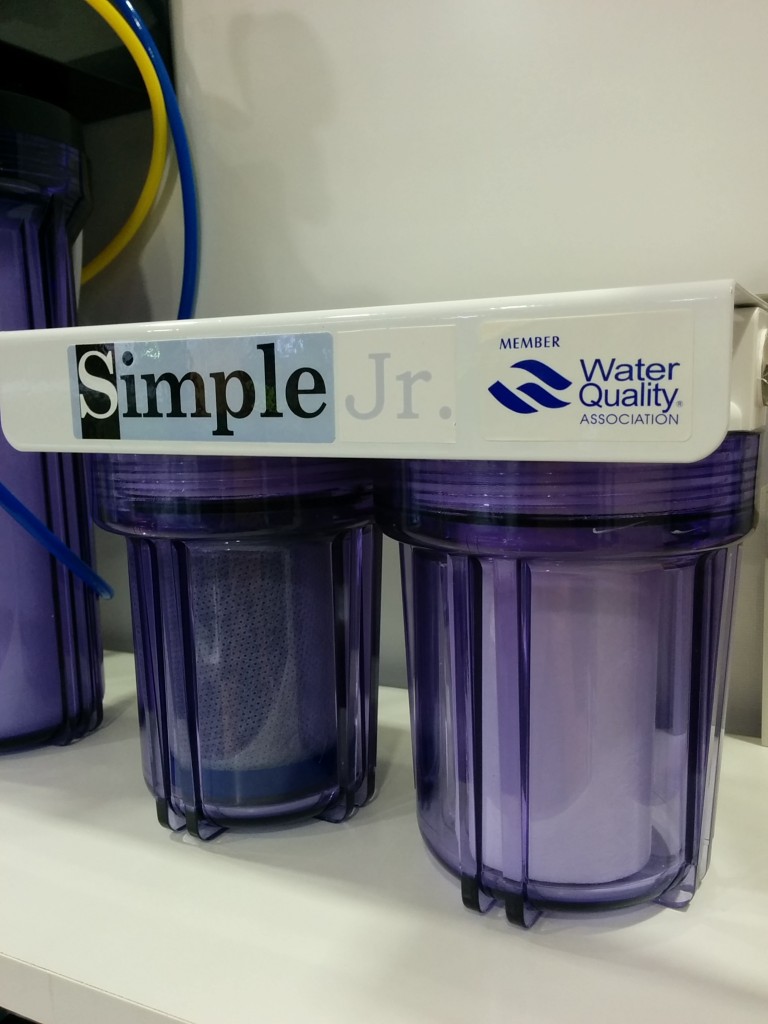 Simple Jr.
MEMBER
Water
Quality®
ASSOCIATION